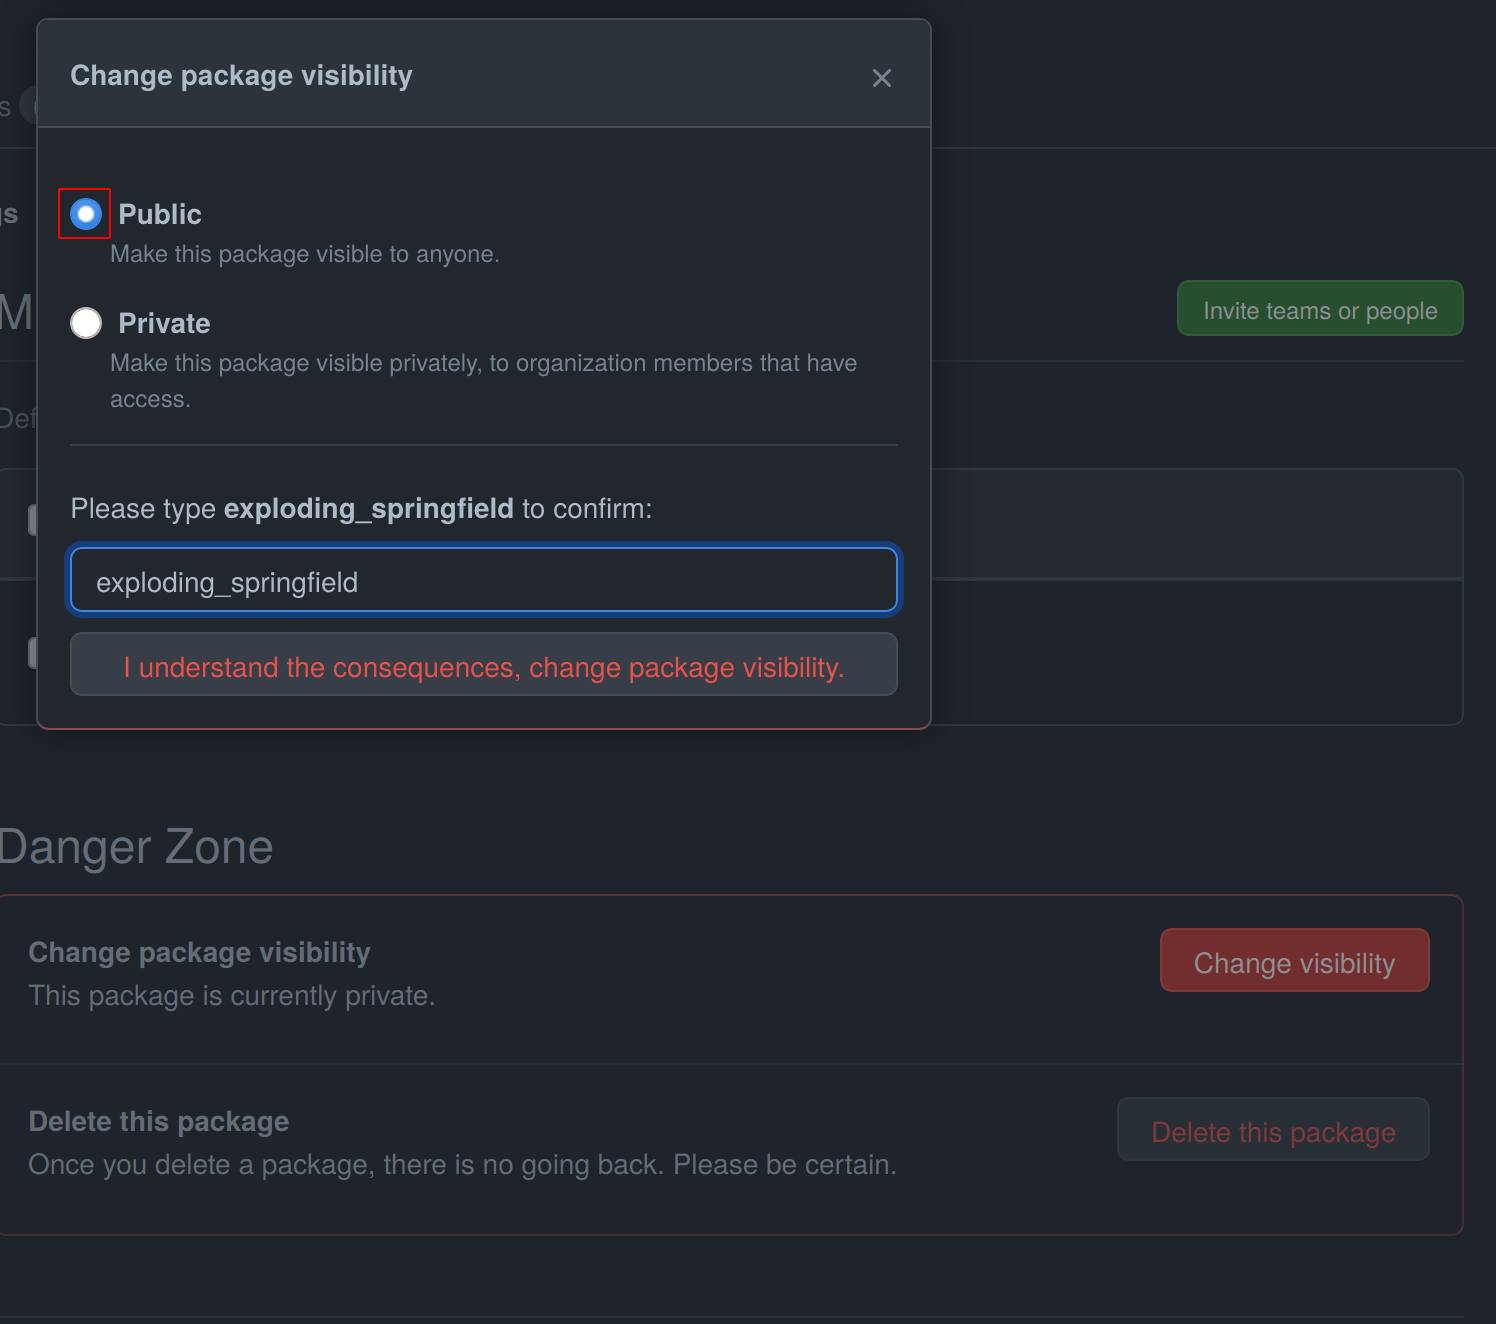 Change package visibility
s
Public
gs
Make this package visible to anyone.
M
Invite teams or people
Private
Make this package visible privately, to organization members that have
access.
Def
Please type exploding_springfield to confirm:
exploding_springfield
I understand the consequences, change package visibility.
Danger Zone
Change package visibility
Change visibility
This package is currently private.
Delete this package
Delete this package
Once you delete a package, there is no going back. Please be certain.